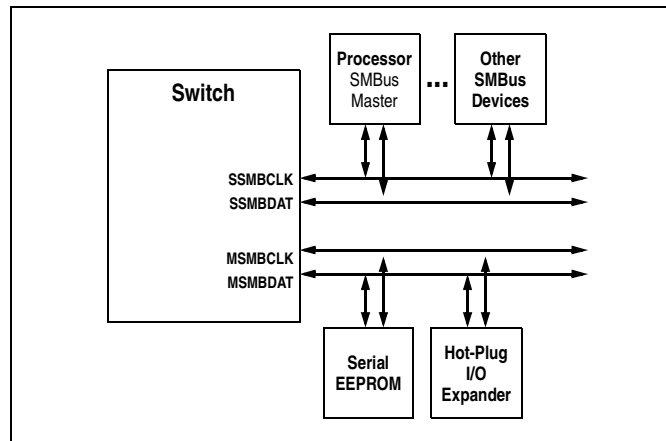 Processor
SMBus
Master
...
Other
SMBus
Devices
Switch
SSMBCLK
SSMBDAT
MSMBCLK
MSMBDAT
Serial
EEPROM
Hot-Plug
I/O
Expander